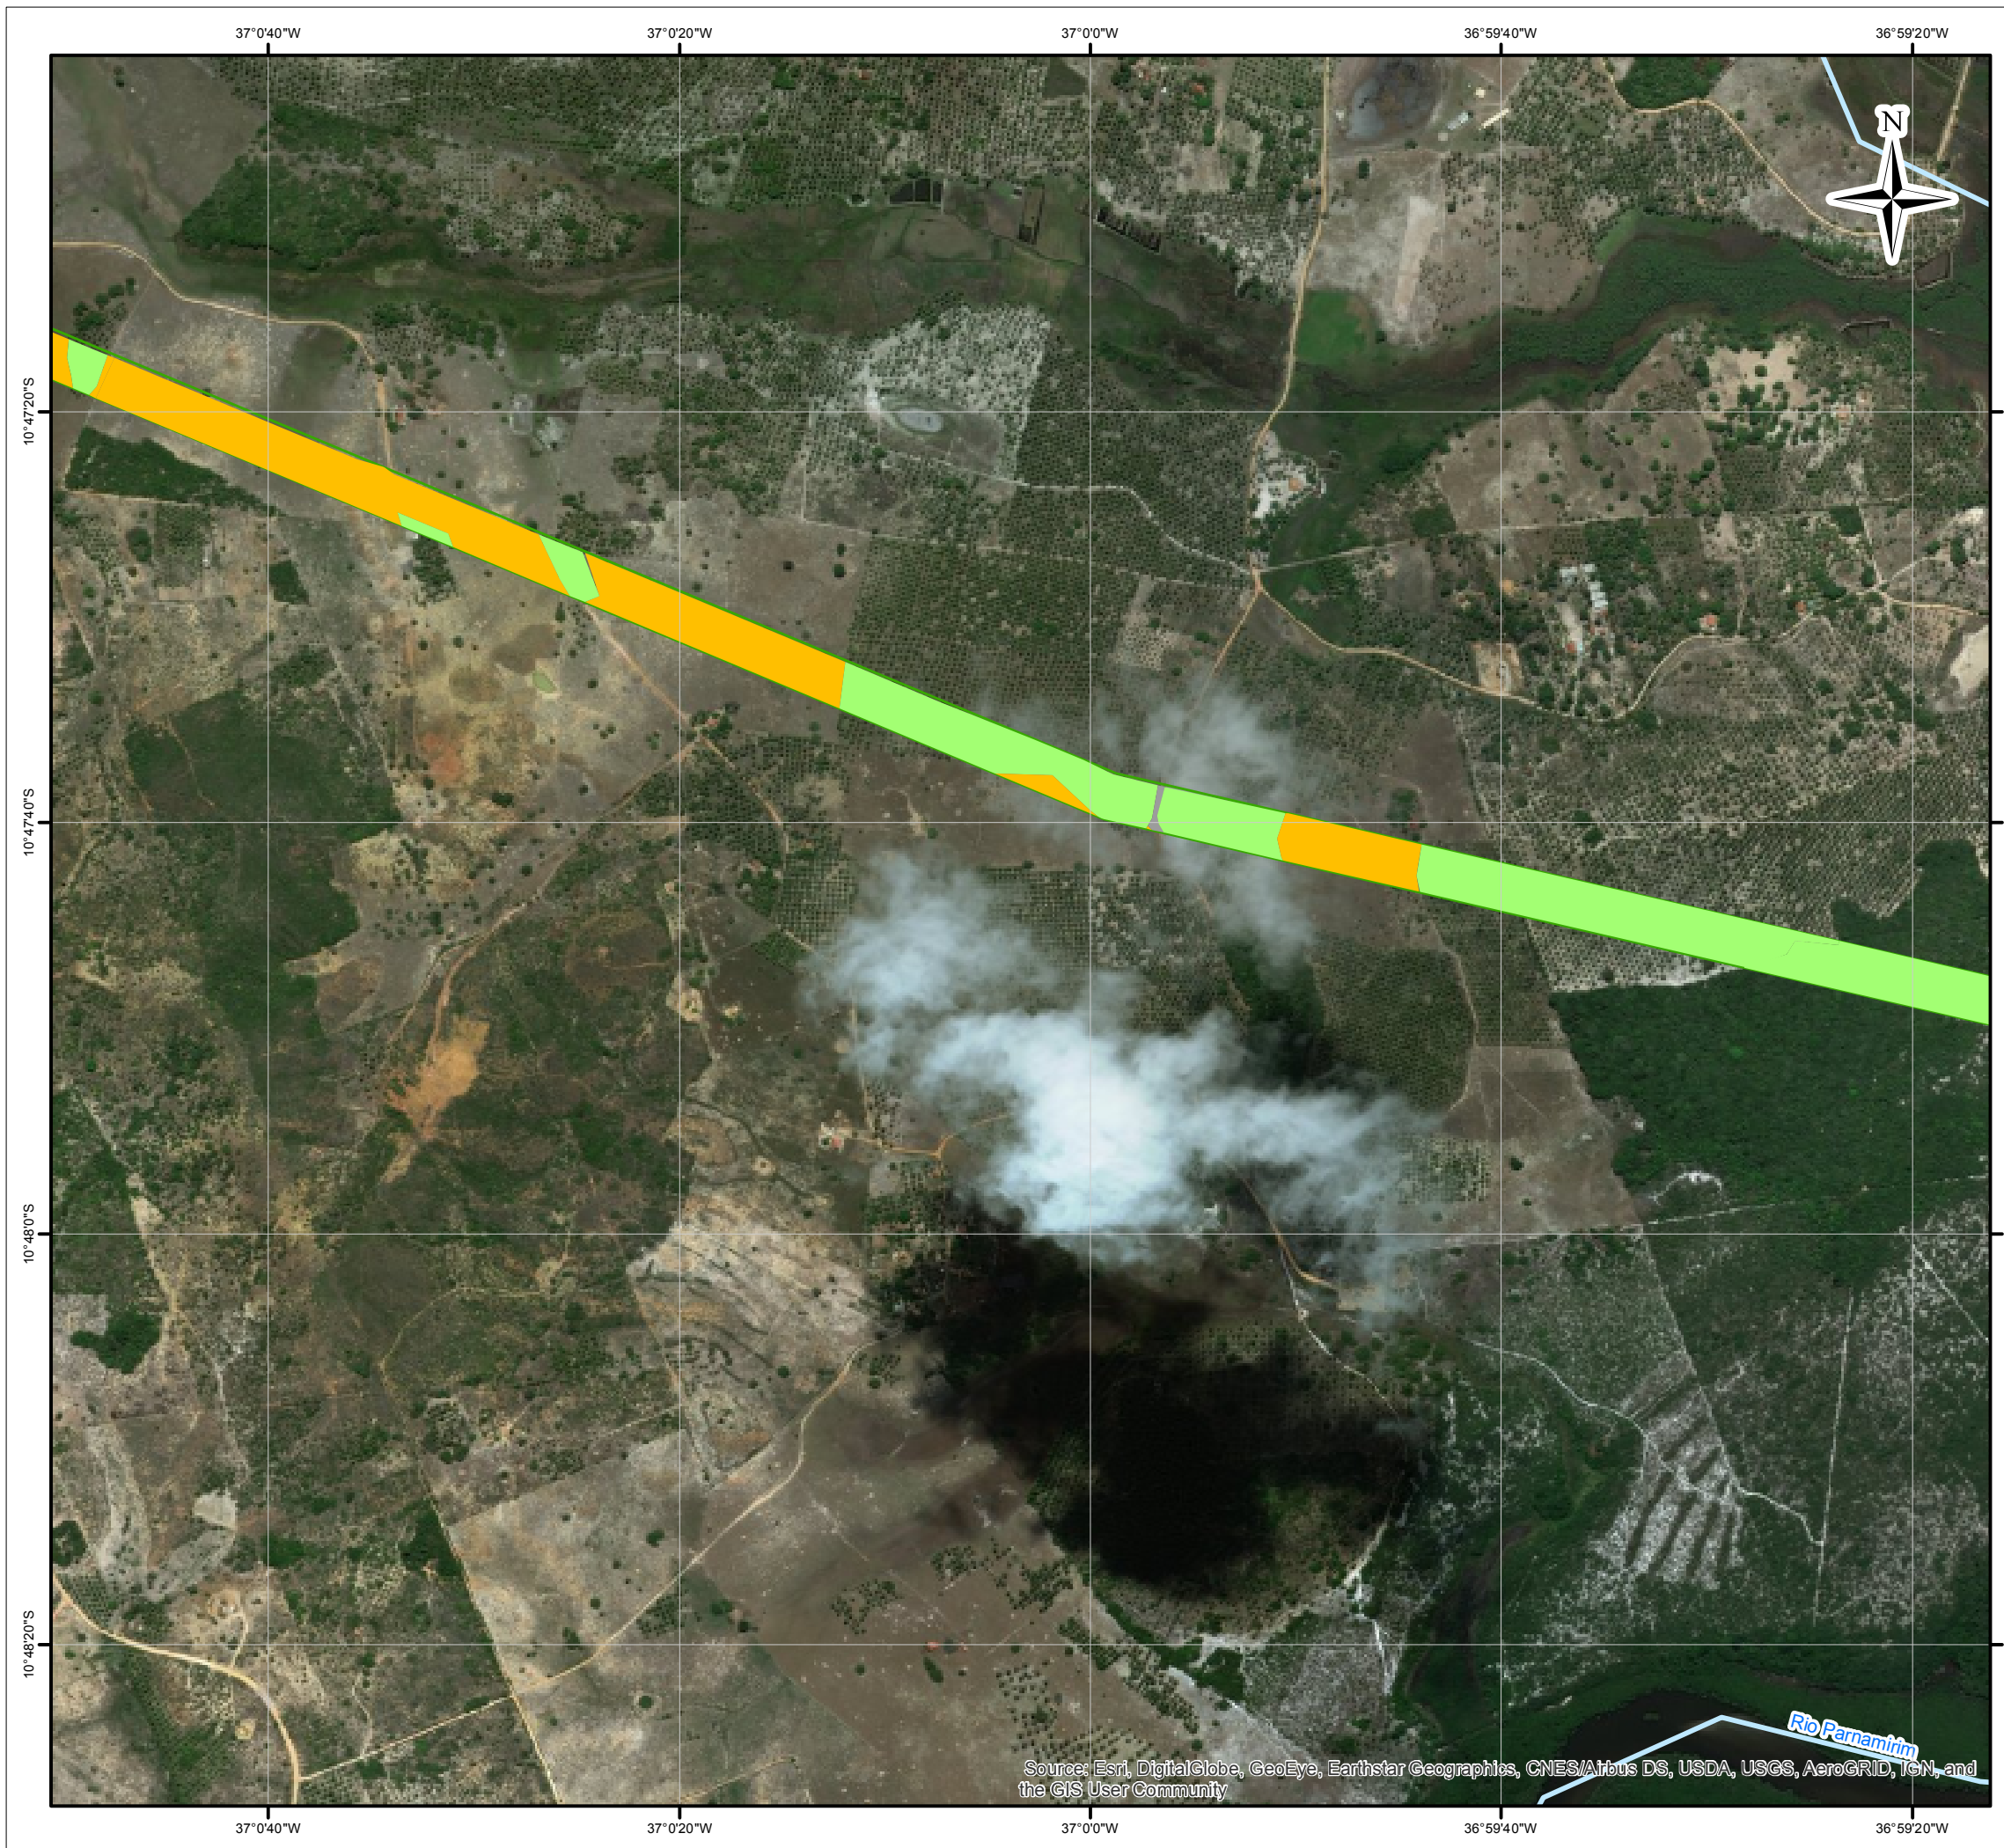 37°0'40"W 37°0'20"W 37°0'0"W 36°59'40"W 36°59'20"W
N
10°47'20"S
10°47'40"S
10°48'0"S
10°48'20"S
Rio Parnamirim
Source: Esri, DigitalGlobe, GeoEye, Earthstar Geographics, CNES/Airbus DS, USDA, USGS, AeroGRID, IGN, and
the GIS User Community
37°0'40"W 37°0'20"W 37°0'0"W 36°59'40"W 36°59'20"W